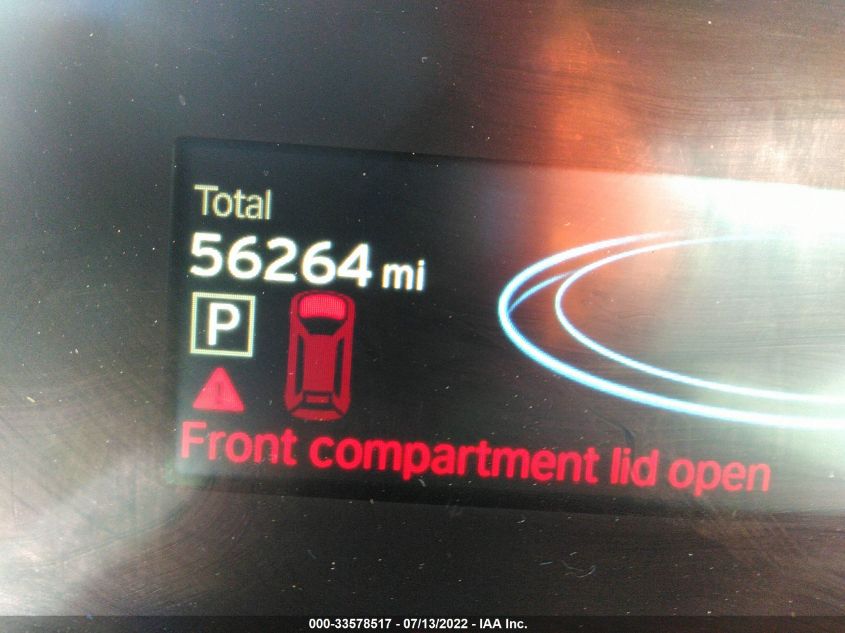 Total
56264 mi
P
!
Front compartment lid open
000-33578517 - 07/13/2022 - IAA Inc.